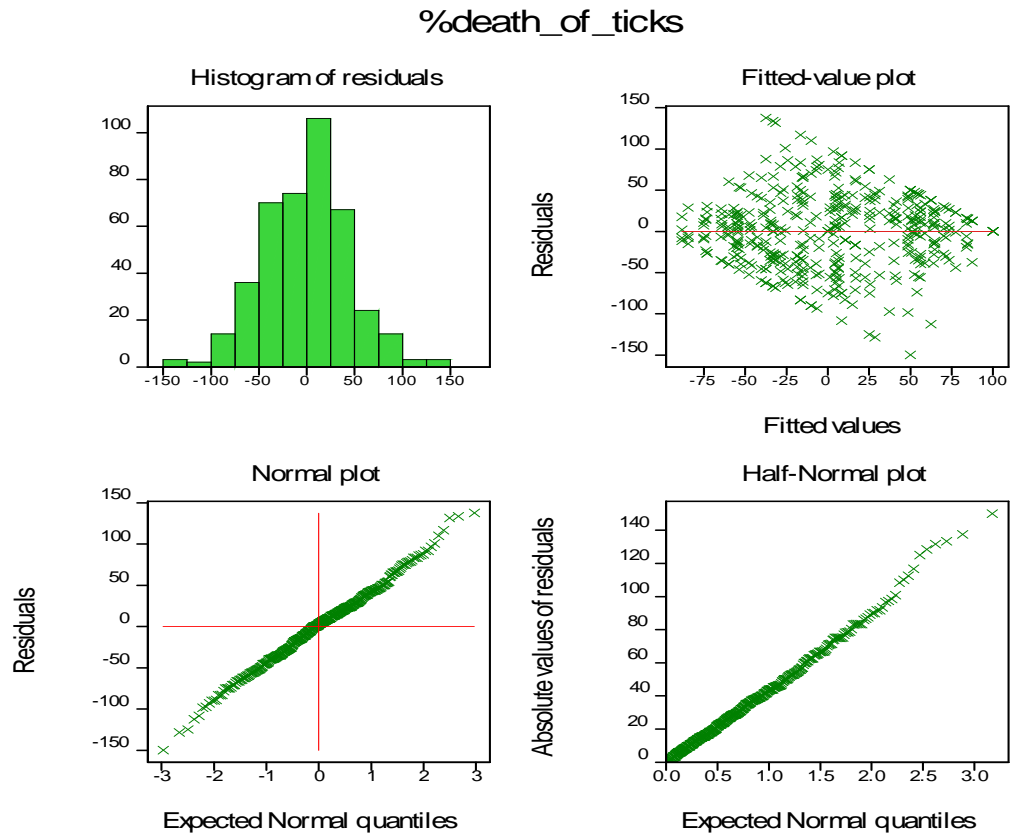 %death_of_ticks
Histogram of residuals
100
80
60
40
20
0
-150 -100 -50 0 50 100 150
Fitted-value plot
Residuals
150
100
50
0
-50
-100
-150
-75 -50 -25 0 25 50 75 100
Fitted values
Normal plot
Residuals
150
100
50
0
-50
-100
-150
-3 -2 -1 0 1 2 3
Expected Normal quantiles
Half-Normal plot
Absolute values of residuals
140
120
100
80
60
40
20
0
0.0 0.5 1.0 1.5 2.0 2.5 3.0
Expected Normal quantiles